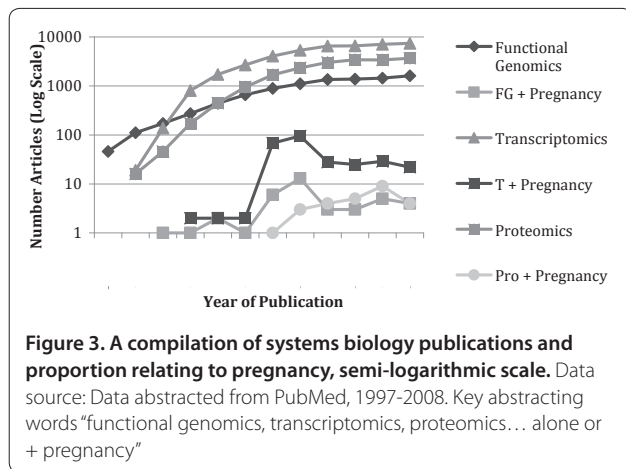 10000
1000
100
10
1
Number Articles (Log Scale)
Year of Publication
Functional
Genomics
FG + Pregnancy
Transcriptomics
T + Pregnancy
Proteomics
Pro + Pregnancy
Figure 3. A compilation of systems biology publications and
proportion relating to pregnancy, semi-logarithmic scale. Data
source: Data abstracted from PubMed, 1997-2008. Key abstracting
words “functional genomics, transcriptomics, proteomics… alone or
+ pregnancy”